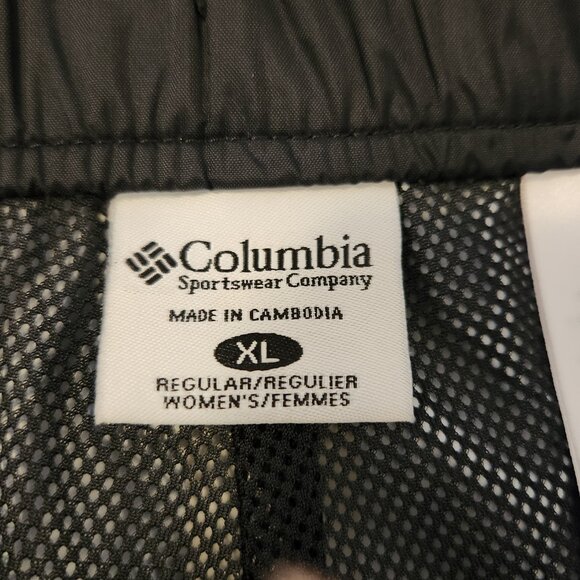 Columbia
Sportswear Company
MADE IN CAMBODIA
XL
REGULAR/REGULIER
WOMEN'S/FEMMES